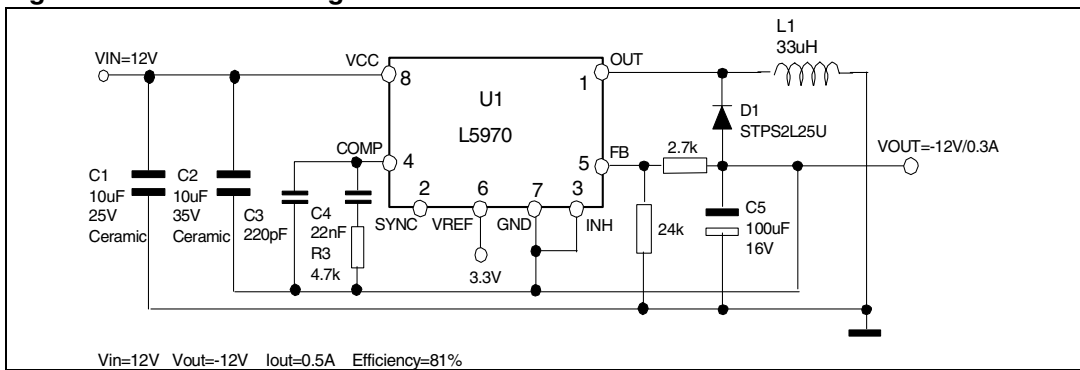 L1
33uH
VIN=12V
VCC
8
OUT
1
U1
L5970
D1
STPS2L25U
COMP
4
FB
5
2.7k
VOUT=-12V/0.3A
C1
10uF
25V
Ceramic
C2
10uF
35V
Ceramic
C3
220pF
C4
22nF
R3
4.7k
2
6
7
3
SYNC
VREF
GND
INH
3.3V
24k
C5
100uF
16V
Vin=12V Vout=-12V Iout=0.5A Efficiency=81%